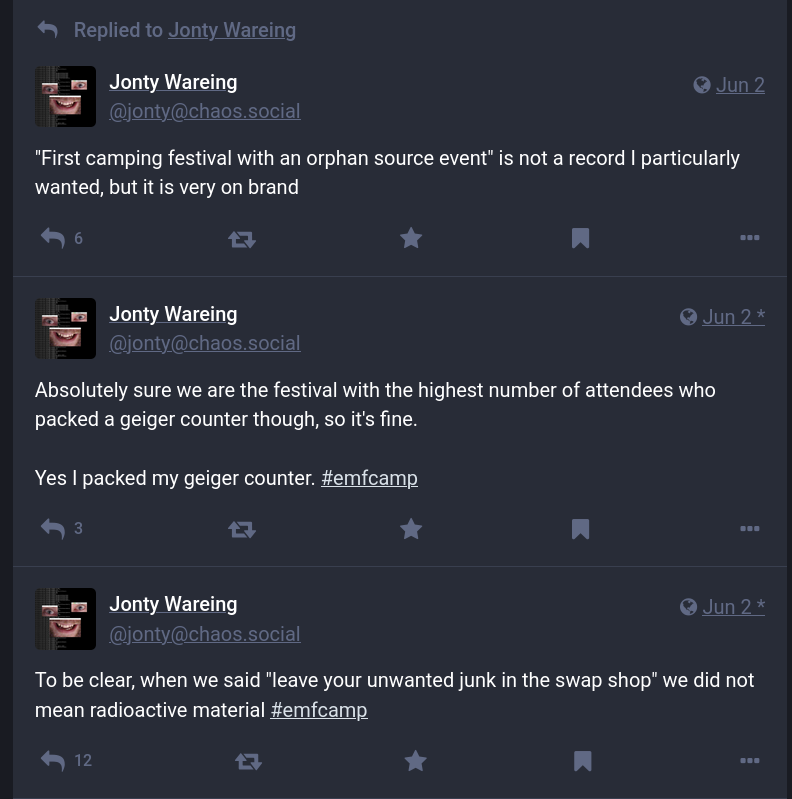 Replied to Jonty Wareing
Jonty Wareing
Jun 2
@jonty@chaos.social
"First camping festival with an orphan source event" is not a record I particularly
wanted, but it is very on brand
6
Jonty Wareing
Jun 2 *
@jonty@chaos.social
Absolutely sure we are the festival with the highest number of attendees who
packed a geiger counter though, so it's fine.
Yes I packed my geiger counter. #emfcamp
3
Jonty Wareing
Jun 2 *
@jonty@chaos.social
To be clear, when we said "leave your unwanted junk in the swap shop" we did not
mean radioactive material #emfcamp
12